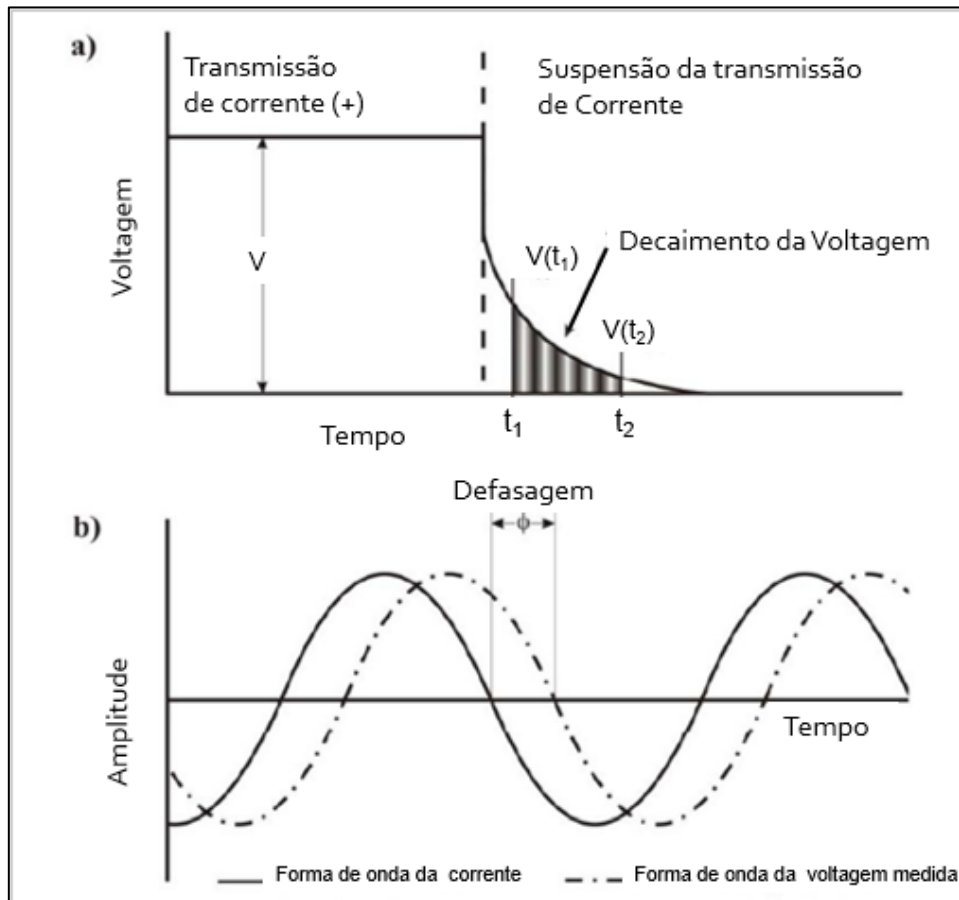 a)
Transmissão
de corrente (+)
Suspensão da transmissão
de Corrente
Voltagem
V
Decaimento da Voltagem
V(t₁)
V(t₂)
t₁
t₂
Tempo
Defasagem
ϕ
b)
Amplitude
Tempo
Forma de onda da corrente
Forma de onda da voltagem medida